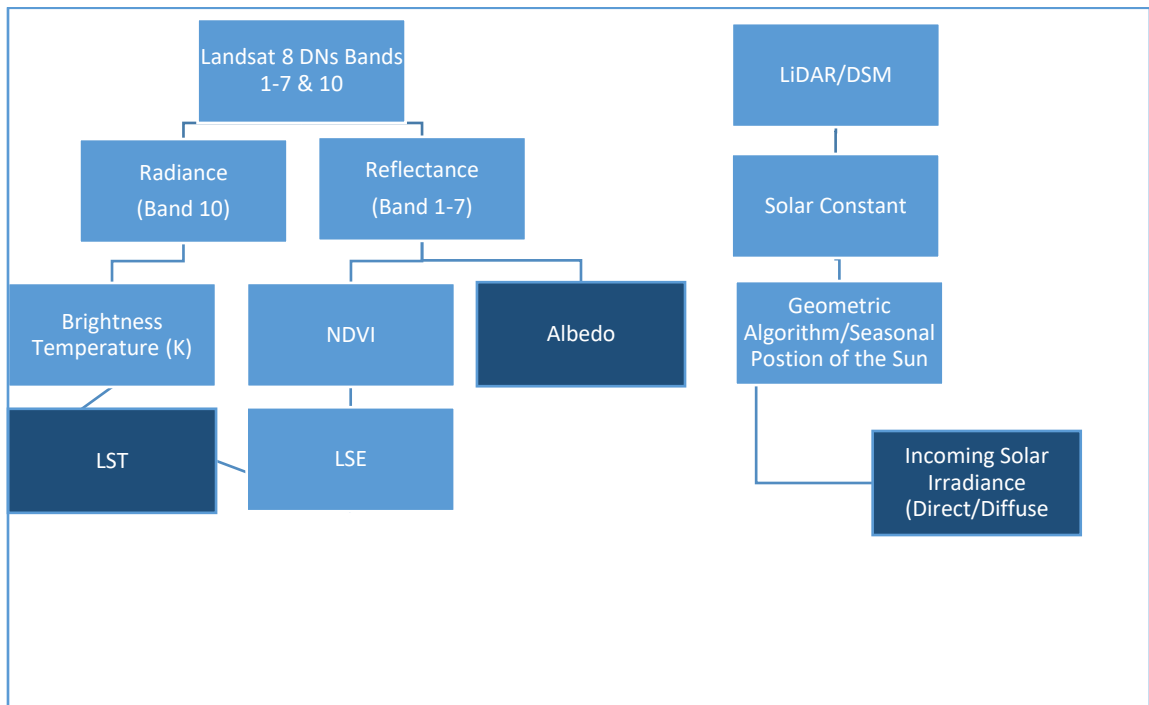 Landsat 8 DNs Bands
1-7 & 10
LiDAR/DSM
Radiance
(Band 10)
Reflectance
(Band 1-7)
Solar Constant
Brightness
Temperature (K)
NDVI
Albedo
Geometric
Algorithm/Seasonal
Postion of the Sun
LST
LSE
Incoming Solar
Irradiance
(Direct/Diffuse